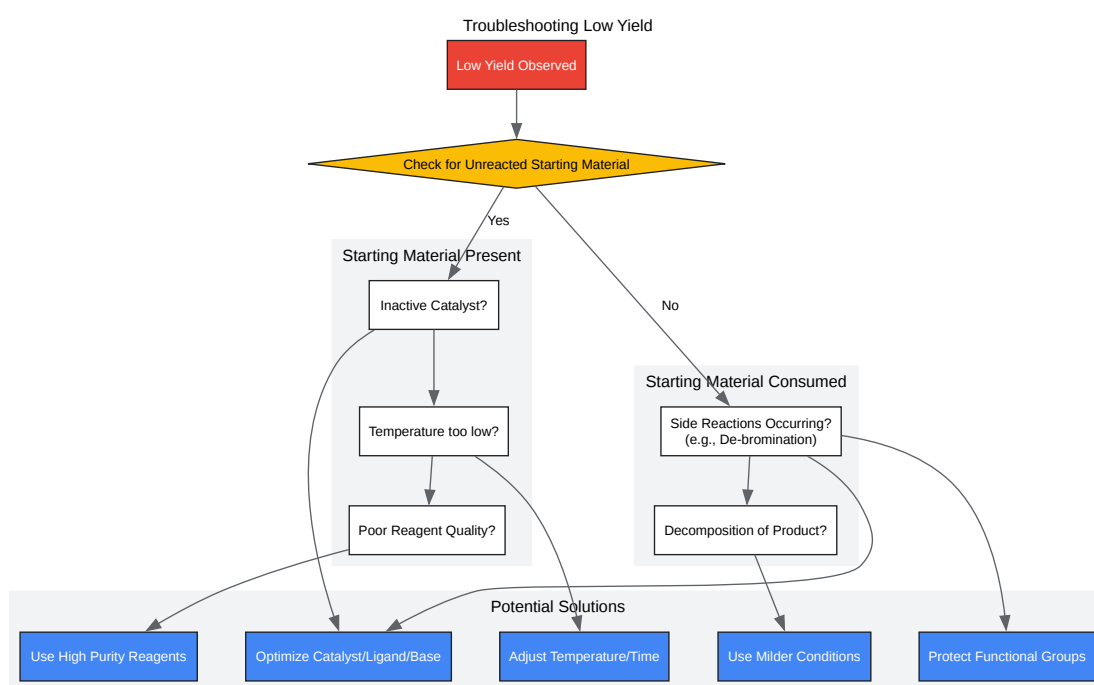 Troubleshooting Low Yield
Low Yield Observed
Check for Unreacted Starting Material
Yes
Starting Material Present
Inactive Catalyst?
No
Starting Material Consumed
Temperature too low?
Side Reactions Occurring?
(e.g., De-bromination)
Poor Reagent Quality?
Decomposition of Product?
Potential Solutions
Use High Purity Reagents
Optimize Catalyst/Ligand/Base
Adjust Temperature/Time
Use Milder Conditions
Protect Functional Groups